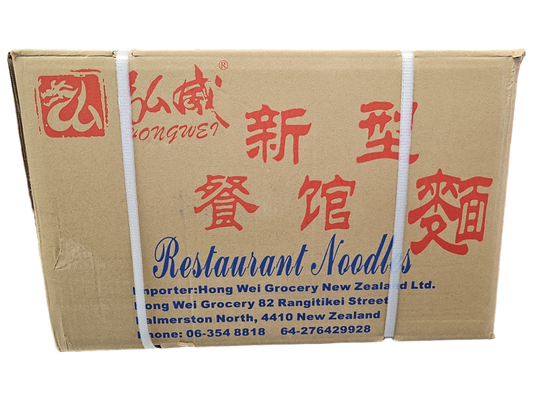 弘威®
HONGWEI
新型
餐馆麵
Restaurant Noodles
Importer:Hong Wei Grocery New Zealand Ltd.
Hong Wei Grocery 82 Rangitikei Street
Palmerston North, 4410 New Zealand
Phone: 06-354 8818 64-276429928